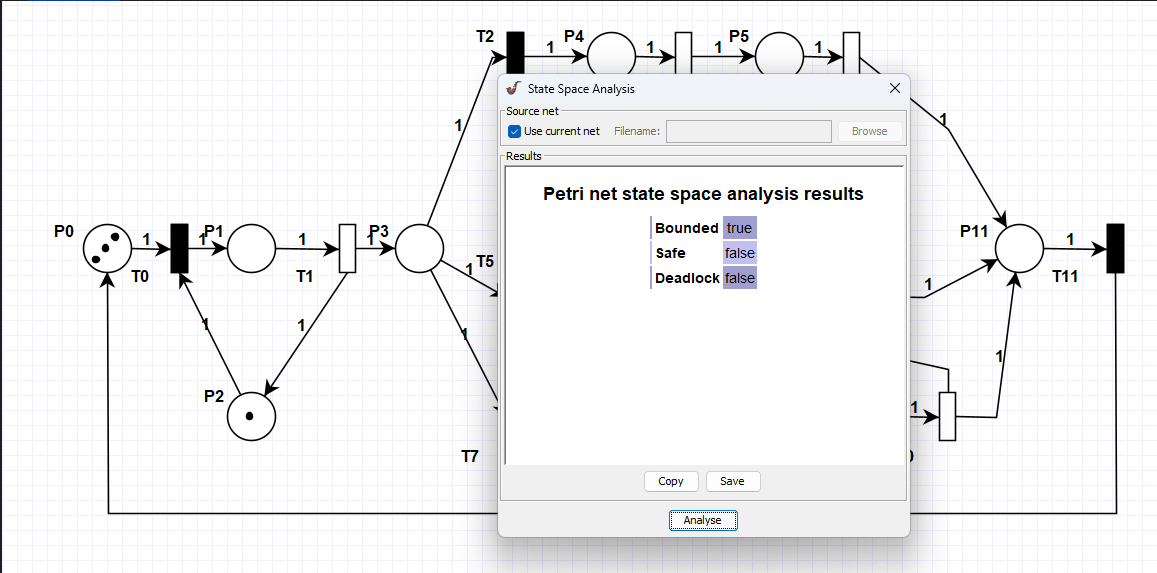 T2 1 P4 1 P5 1
State Space Analysis
Source net
Use current net Filename: Browse
1 1
Results
Petri net state space analysis results
Bounded true
P0 1 1 P1 1 1 P3 P11 1
Safe false
T0 T1 1 T5 T11
Deadlock false
1
1 1 1
1
P2 1
T7
Copy Save
Analyse